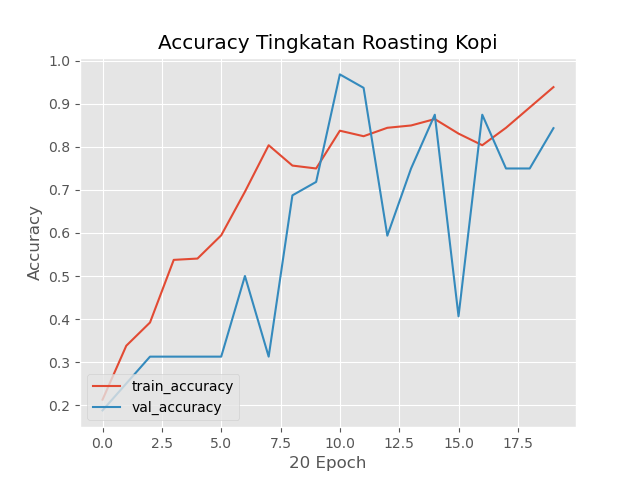 Accuracy Tingkatan Roasting Kopi
1.0
0.9
0.8
0.7
0.6
0.5
0.4
0.3
0.2
Accuracy
train_accuracy
val_accuracy
0.0 2.5 5.0 7.5 10.0 12.5 15.0 17.5
20 Epoch